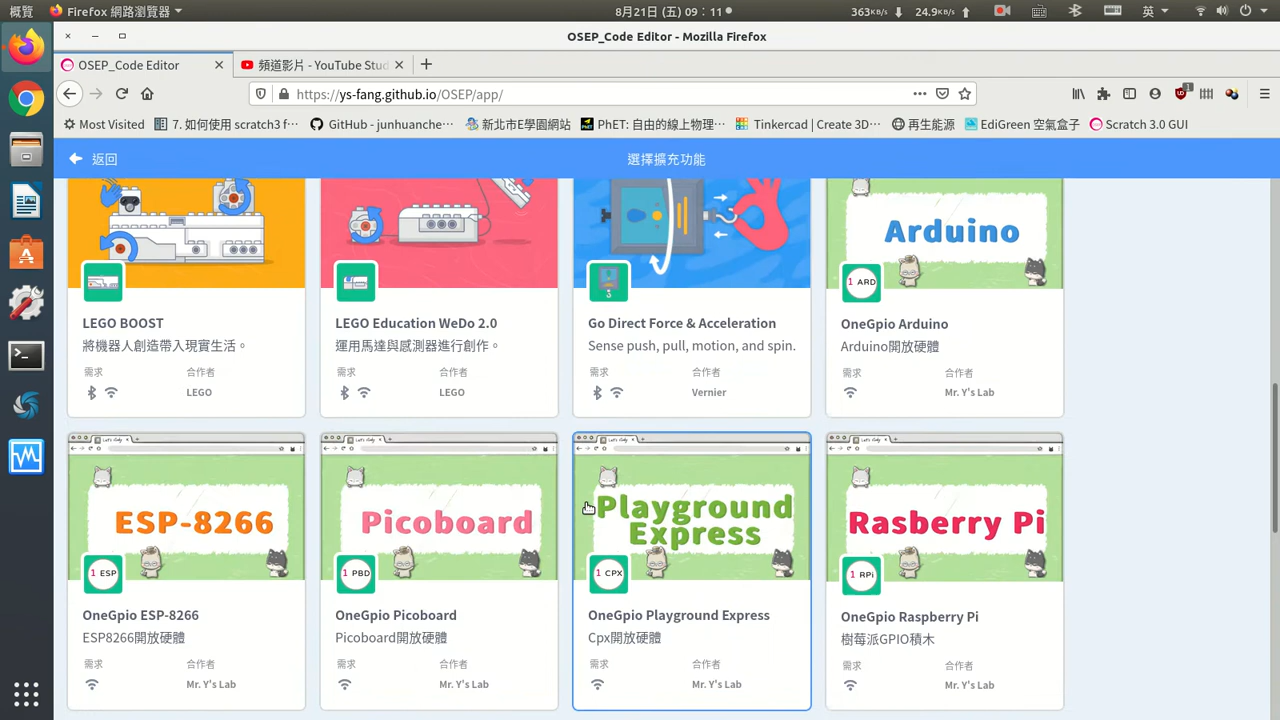 概覽 Firefox 網路瀏覽器 8月21日 (五) 09：11 363KB/s 24.9KB/s 英
OSEP_Code Editor - Mozilla Firefox
OSEP_Code Editor 頻道影片 - YouTube Stud
https://ys-fang.github.io/OSEP/app/
Most Visited 7. 如何使用 scratch3 f⋯ GitHub - junhuanche⋯ 新北市E學園網站 PhET: 自由的線上物理⋯ Tinkercad | Create 3D⋯ 再生能源 EdiGreen 空氣盒子 Scratch 3.0 GUI
返回 選擇擴充功能
Arduino
1 ARD
LEGO BOOST
將機器人創造帶入現實生活。
需求 合作者
LEGO
LEGO Education WeDo 2.0
運用馬達與感測器進行創作。
需求 合作者
LEGO
Go Direct Force & Acceleration
Sense push, pull, motion, and spin.
需求 合作者
Vernier
OneGpio Arduino
Arduino開放硬體
需求 合作者
Mr. Y's Lab
ESP-8266
1 ESP
OneGpio ESP-8266
ESP8266開放硬體
需求 合作者
Mr. Y's Lab
Picoboard
1 PBD
OneGpio Picoboard
Picoboard開放硬體
需求 合作者
Mr. Y's Lab
Playground
Express
1 CPX
OneGpio Playground Express
Cpx開放硬體
需求 合作者
Mr. Y's Lab
Rasberry Pi
1 RPi
OneGpio Raspberry Pi
樹莓派GPIO積木
需求 合作者
Mr. Y's Lab